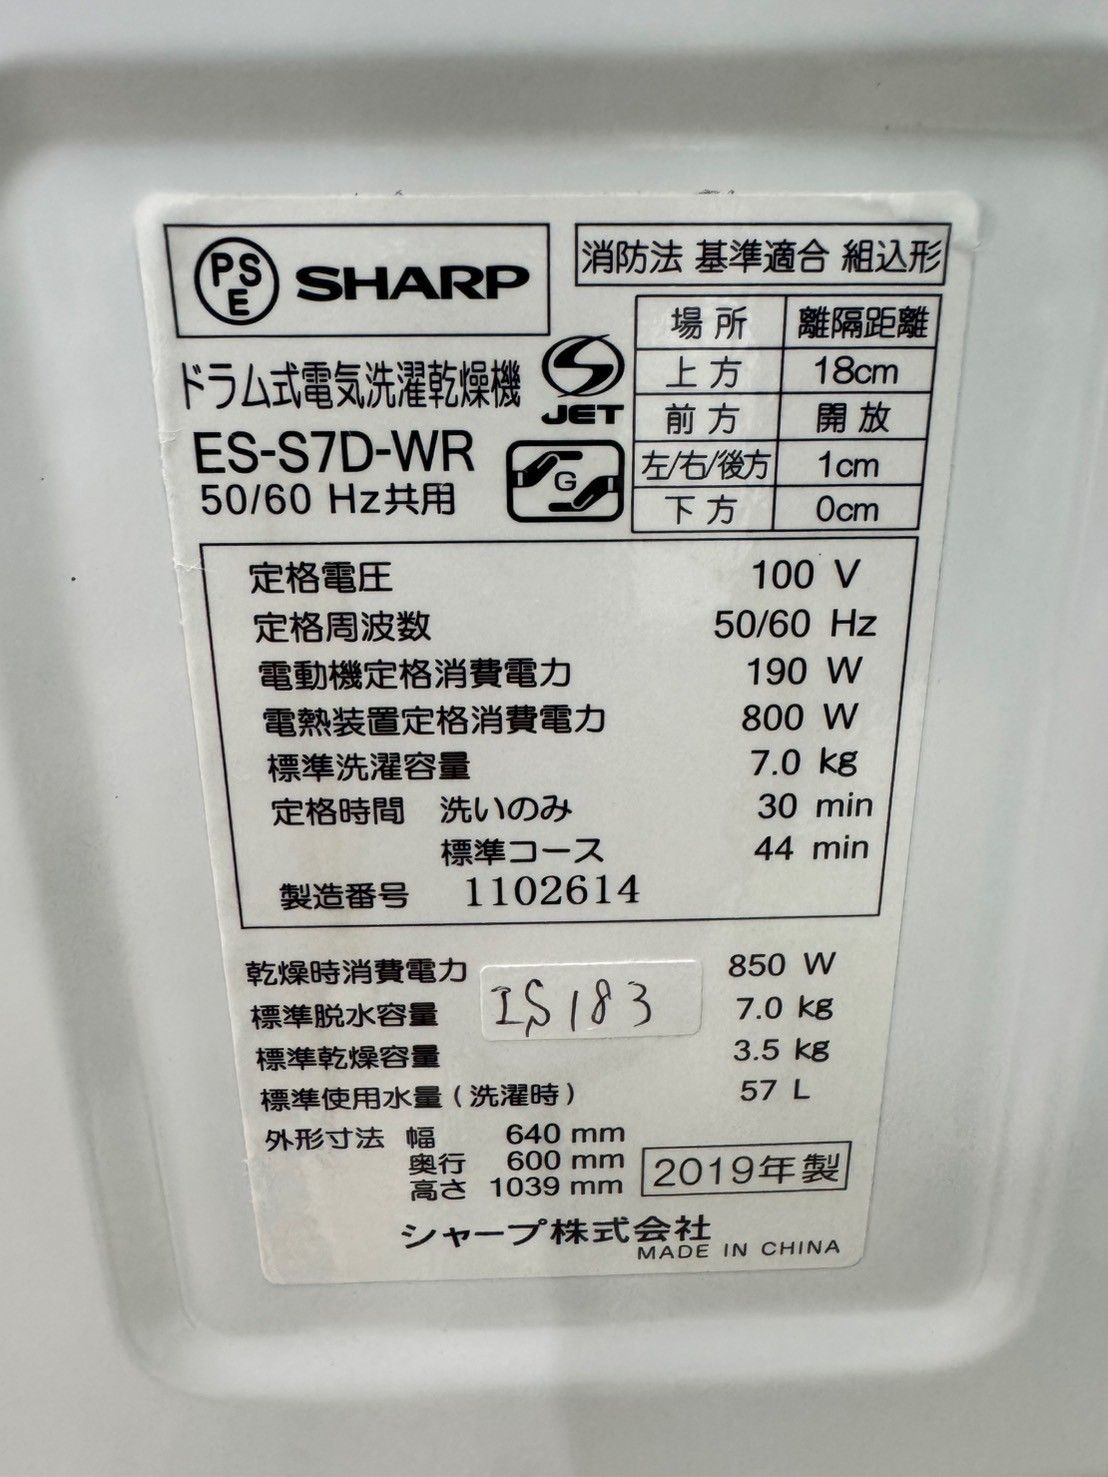 PSE SHARP
消防法 基準適合 組込形
場所 離隔距離
上方 18cm
前方 開放
左/右/後方 1cm
下方 0cm
ドラム式電気洗濯乾燥機
S JET
ES-S7D-WR
G
50/60 Hz共用
定格電圧 100 V
定格周波数 50/60 Hz
電動機定格消費電力 190 W
電熱装置定格消費電力 800 W
標準洗濯容量 7.0 kg
定格時間 洗いのみ 30 min
標準コース 44 min
製造番号 1102614
乾燥時消費電力 850 W
IS183
標準脱水容量 7.0 kg
標準乾燥容量 3.5 kg
標準使用水量(洗濯時) 57 L
外形寸法 幅 640 mm
奥行 600 mm
高さ 1039 mm
2019年製
シャープ株式会社
MADE IN CHINA